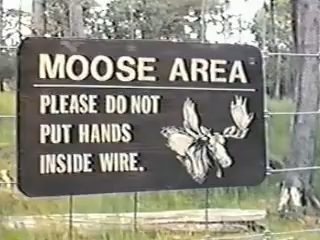 MOOSE AREA
PLEASE DO NOT
PUT HANDS
INSIDE WIRE.